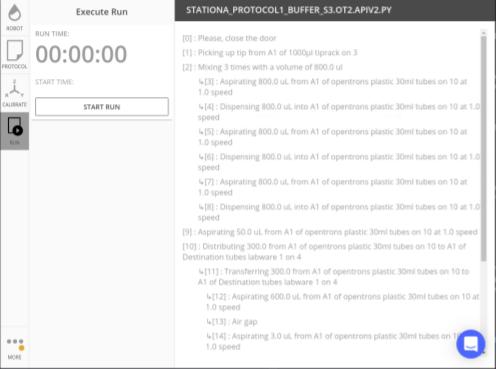 Execute Run
STATIONA_PROTOCOL1_BUFFER_S3.OT2.APIV2.PY
ROBOT
RUN TIME:
00:00:00
PROTOCOL
START TIME:
CALIBRATE
START RUN
RUN
MORE
[0] : Please, close the door
[1] : Picking up tip from A1 of 1000µl tiprack on 3
[2] : Mixing 3 times with a volume of 800.0 ul
↳[3] : Aspirating 800.0 uL from A1 of opentrons plastic 30ml tubes on 10 at
1.0 speed
↳[4] : Dispensing 800.0 uL into A1 of opentrons plastic 30ml tubes on 10 at 1.0
speed
↳[5] : Aspirating 800.0 uL from A1 of opentrons plastic 30ml tubes on 10 at
1.0 speed
↳[6] : Dispensing 800.0 uL into A1 of opentrons plastic 30ml tubes on 10 at 1.0
speed
↳[7] : Aspirating 800.0 uL from A1 of opentrons plastic 30ml tubes on 10 at
1.0 speed
↳[8] : Dispensing 800.0 uL into A1 of opentrons plastic 30ml tubes on 10 at 1.0
speed
[9] : Aspirating 50.0 uL from A1 of opentrons plastic 30ml tubes on 10 at 1.0 speed
[10] : Distributing 300.0 from A1 of opentrons plastic 30ml tubes on 10 to A1 of
Destination tubes labware 1 on 4
↳[11] : Transferring 300.0 from A1 of opentrons plastic 30ml tubes on 10 to
A1 of Destination tubes labware 1 on 4
↳[12] : Aspirating 600.0 uL from A1 of opentrons plastic 30ml tubes on 10 at
1.0 speed
↳[13] : Air gap
↳[14] : Aspirating 3.0 uL from A1 of opentrons plastic 30ml tubes on
1.0 speed